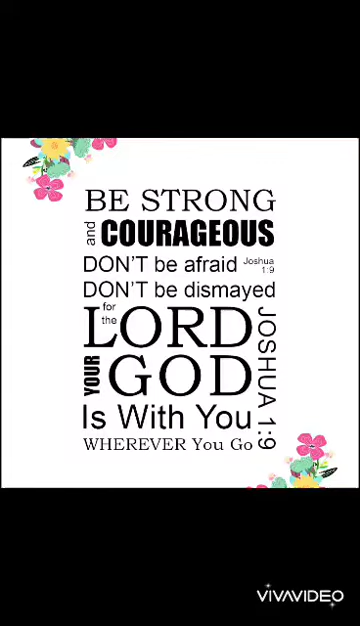 BE STRONG
and COURAGEOUS
DON'T be afraid Joshua 1:9
DON'T be dismayed
for the LORD
YOUR GOD
JOSHUA 1:9
Is With You
WHEREVER You Go
VIVAVIDEO